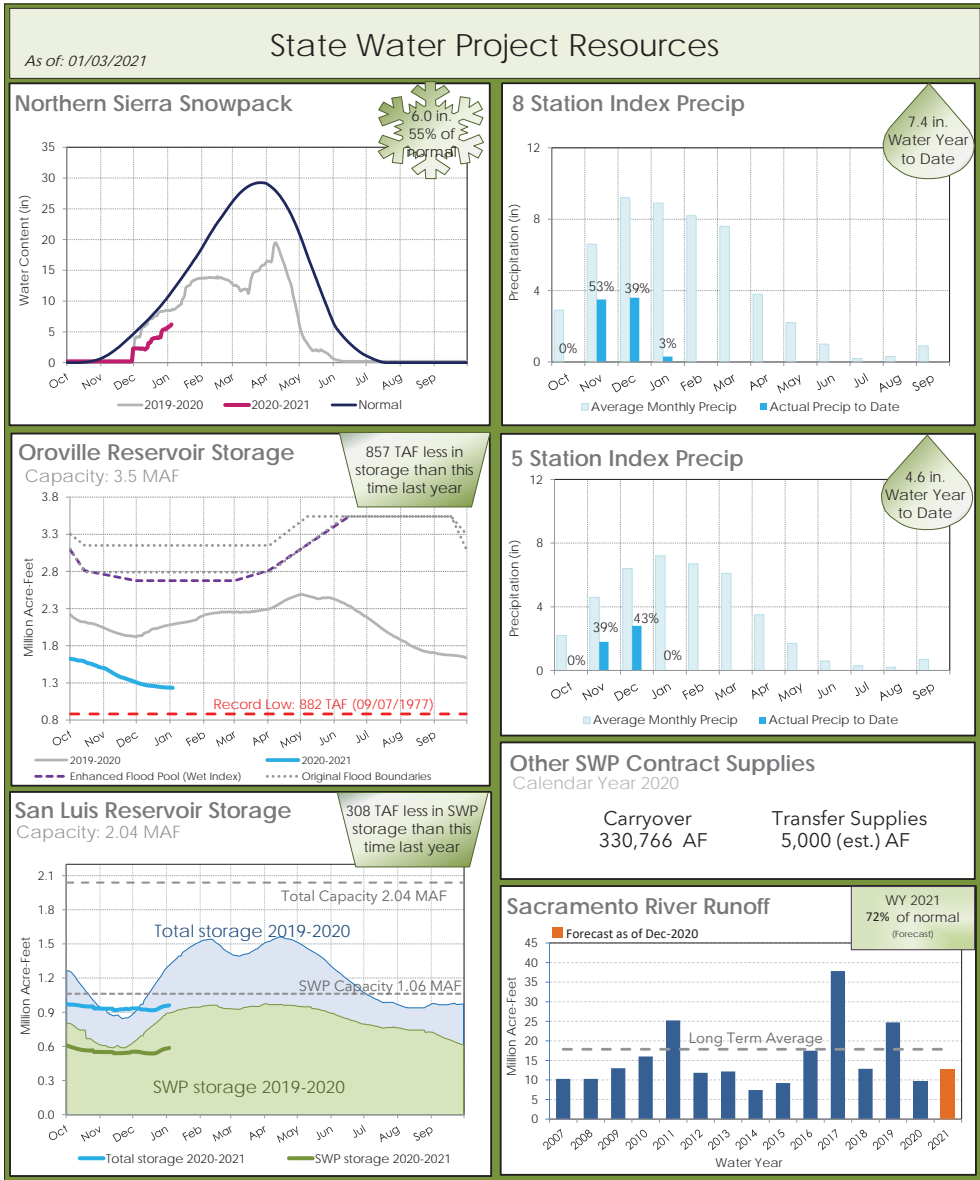 State Water Project Resources
As of: 01/03/2021
Northern Sierra Snowpack
6.0 in.
55% of
normal
35
30
25
20
15
10
5
0
Water Content (in)
Oct Nov Dec Jan Feb Mar Apr May Jun Jul Aug Sep
2019-2020 2020-2021 Normal
8 Station Index Precip
7.4 in.
Water Year
to Date
12
8
4
0
Precipitation (in)
0% 53% 39% 3%
Oct Nov Dec Jan Feb Mar Apr May Jun Jul Aug Sep
Average Monthly Precip Actual Precip to Date
Oroville Reservoir Storage
Capacity: 3.5 MAF
857 TAF less in
storage than this
time last year
3.8
3.3
2.8
2.3
1.8
1.3
0.8
Million Acre-Feet
Record Low: 882 TAF (09/07/1977)
Oct Nov Dec Jan Feb Mar Apr May Jun Jul Aug Sep
2019-2020 2020-2021
Enhanced Flood Pool (Wet Index) Original Flood Boundaries
5 Station Index Precip
4.6 in.
Water Year
to Date
12
8
4
0
Precipitation (in)
0% 39% 43% 0%
Oct Nov Dec Jan Feb Mar Apr May Jun Jul Aug Sep
Average Monthly Precip Actual Precip to Date
Other SWP Contract Supplies
Calendar Year 2020
Carryover Transfer Supplies
330,766 AF 5,000 (est.) AF
San Luis Reservoir Storage
Capacity: 2.04 MAF
308 TAF less in SWP
storage than this
time last year
2.1
1.8
1.5
1.2
0.9
0.6
0.3
0.0
Million Acre-Feet
Total Capacity 2.04 MAF
Total storage 2019-2020
SWP Capacity 1.06 MAF
SWP storage 2019-2020
Oct Nov Dec Jan Feb Mar Apr May Jun Jul Aug Sep
Total storage 2020-2021 SWP storage 2020-2021
Sacramento River Runoff
WY 2021
72% of normal
(Forecast)
Forecast as of Dec-2020
45
40
35
30
25
20
15
10
5
0
Million Acre-Feet
Long Term Average
2007 2008 2009 2010 2011 2012 2013 2014 2015 2016 2017 2018 2019 2020 2021
Water Year